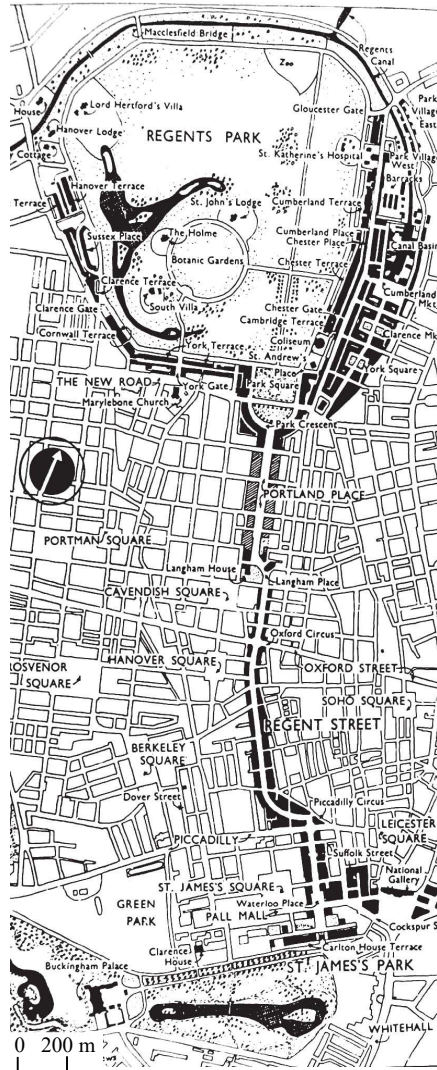 Macclesfield Bridge
Regents
Canal
Zoo
Gloucester Gate
Park
Village
East
House
Lord Hertford's Villa
Hanover Lodge
REGENTS PARK
St. Katherine's Hospital
Park Village
West
Cottage
Barracks
Hanover Terrace
St. John's Lodge
Cumberland Terrace
Terrace
Sussex Place
The Holme
Cumberland Place
Chester Place
Canal Basin
Botanic Gardens
Chester Terrace
Clarence Terrace
Cumberland
Mkt
South Villa
Chester Gate
Clarence Gate
Cambridge Terrace
Clarence Mk
Cornwall Terrace
Coliseum
York Terrace
St. Andrew's
Place
York Square
THE NEW ROAD
York Gate
Park Square
Marylebone Church
Park Crescent
PORTLAND PLACE
PORTMAN SQUARE
Langham House
Langham Place
CAVENDISH SQUARE
Oxford Circus
HANOVER SQUARE
OXFORD STREET
ROSVENOR
SQUARE
SOHO SQUARE
REGENT STREET
BERKELEY
SQUARE
Dover Street
Piccadilly Circus
LEICESTER
SQUARE
PICCADILLY
Suffolk Street
National
Gallery
ST. JAMES'S SQUARE
GREEN
PARK
Waterloo Place
PALL MALL
Cockspur S
Clarence
House
Carlton House Terrace
Buckingham Palace
ST. JAMES'S PARK
WHITEHALL
0 200 m